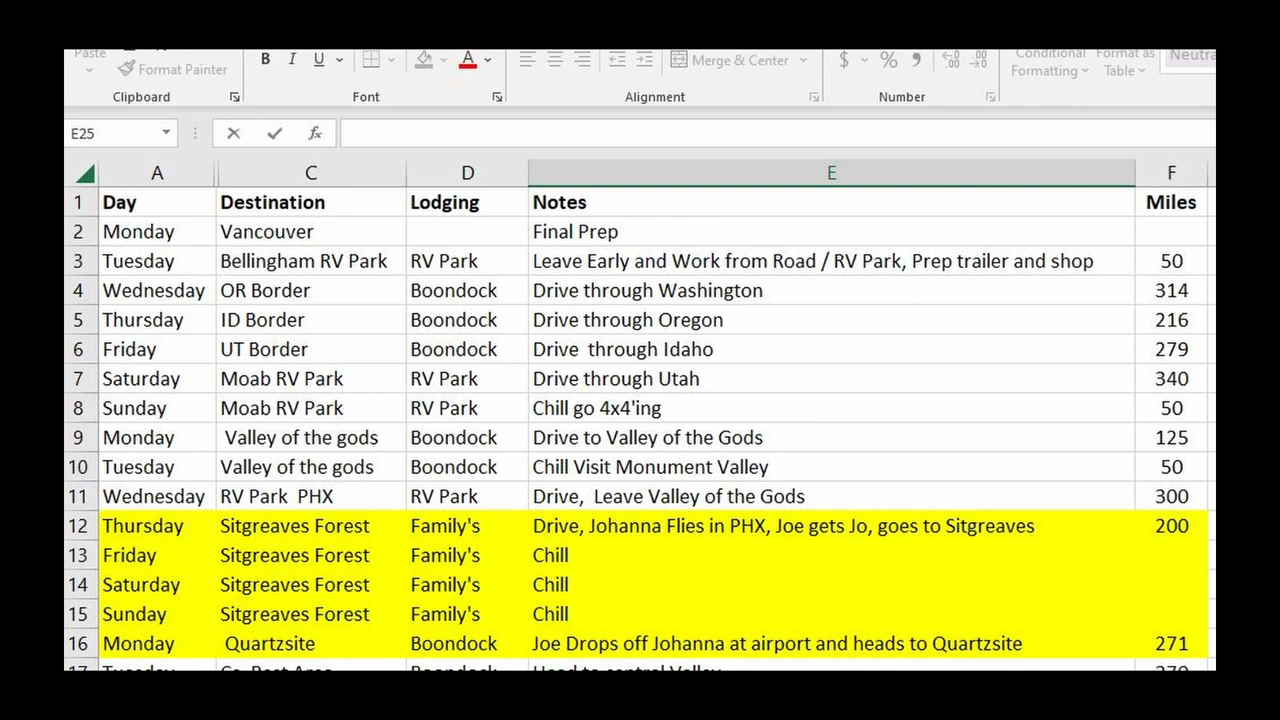 Paste
Format Painter
B I U A
Merge & Center
$ % 9
Conditional Formatting
Format as Table
Neutra
Clipboard Font Alignment Number
E25 fx
A C D E F
1 Day Destination Lodging Notes Miles
2 Monday Vancouver Final Prep
3 Tuesday Bellingham RV Park RV Park Leave Early and Work from Road / RV Park, Prep trailer and shop 50
4 Wednesday OR Border Boondock Drive through Washington 314
5 Thursday ID Border Boondock Drive through Oregon 216
6 Friday UT Border Boondock Drive through Idaho 279
7 Saturday Moab RV Park RV Park Drive through Utah 340
8 Sunday Moab RV Park RV Park Chill go 4x4'ing 50
9 Monday Valley of the gods Boondock Drive to Valley of the Gods 125
10 Tuesday Valley of the gods Boondock Chill Visit Monument Valley 50
11 Wednesday RV Park PHX RV Park Drive, Leave Valley of the Gods 300
12 Thursday Sitgreaves Forest Family's Drive, Johanna Flies in PHX, Joe gets Jo, goes to Sitgreaves 200
13 Friday Sitgreaves Forest Family's Chill
14 Saturday Sitgreaves Forest Family's Chill
15 Sunday Sitgreaves Forest Family's Chill
16 Monday Quartzsite Boondock Joe Drops off Johanna at airport and heads to Quartzsite 271